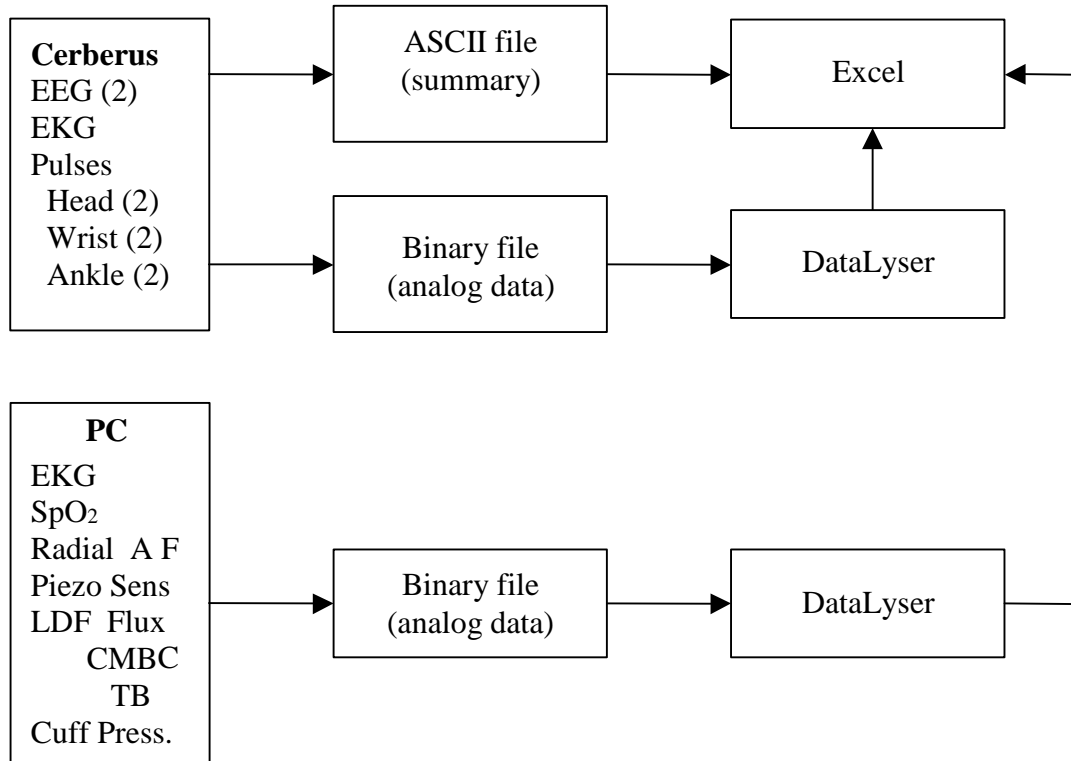 Cerberus
EEG (2)
EKG
Pulses
Head (2)
Wrist (2)
Ankle (2)
ASCII file
(summary)
Excel
Binary file
(analog data)
DataLyser
PC
EKG
SpO₂
Radial A F
Piezo Sens
LDF Flux
CMBC
TB
Cuff Press.
Binary file
(analog data)
DataLyser